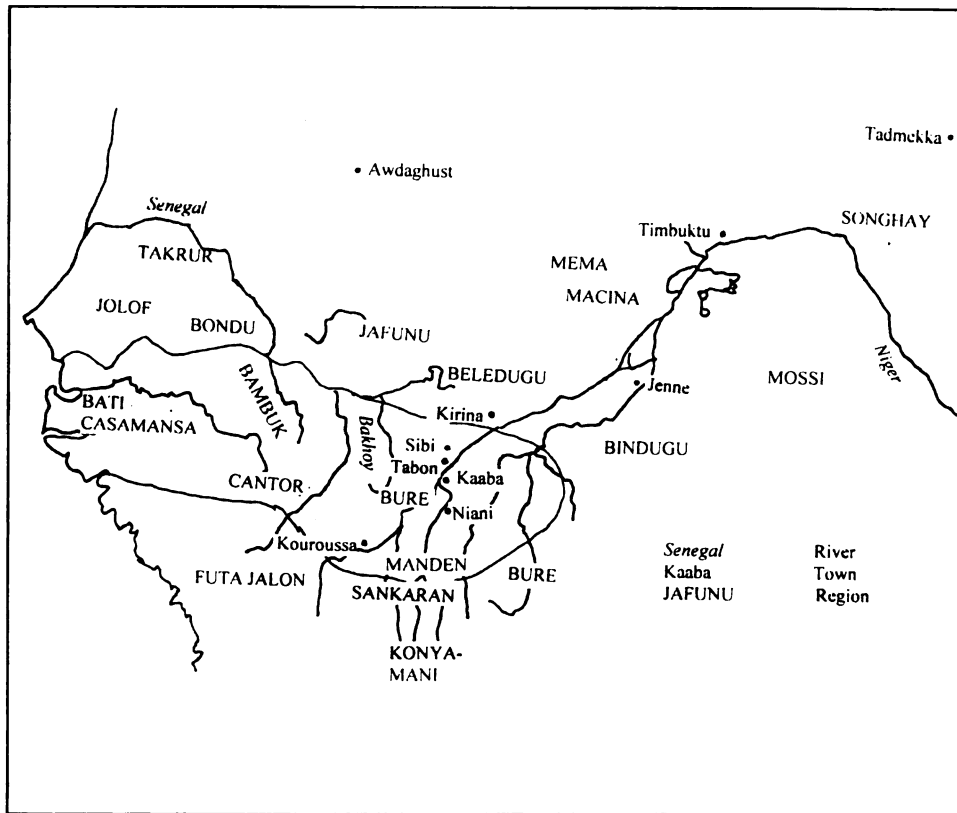 Tadmekka
Awdaghust
Senegal
SONGHAY
Timbuktu
TAKRUR
MEMA
MACINA
JOLOF
BONDU
JAFUNU
Niger
BELEDUGU
MOSSI
Jenne
BAMBUK
BATI
CASAMANSA
Kirina
Bakhoy
Sibi
BINDUGU
Tabon
CANTOR
Kaaba
BURE
Niani
Kouroussa
MANDEN
BURE
FUTA JALON
SANKARAN
KONYA-
MANI
Senegal River
Kaaba Town
JAFUNU Region